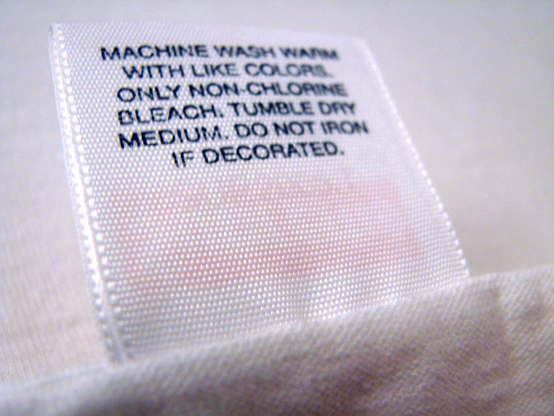 MACHINE WASH WARM
WITH LIKE COLORS.
ONLY NON-CHLORINE
BLEACH. TUMBLE DRY
MEDIUM. DO NOT IRON
IF DECORATED.